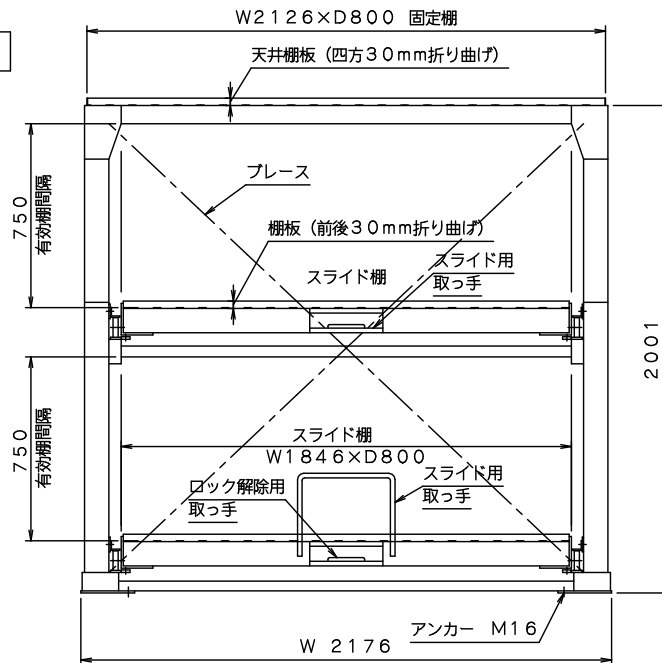 W2126×D800 固定棚
天井棚板（四方30mm折り曲げ）
ブレース
750
有効棚間隔
棚板（前後30mm折り曲げ）
スライド棚
スライド用
取っ手
2001
750
有効棚間隔
スライド棚
W1846×D800
ロック解除用
取っ手
スライド用
取っ手
アンカー M16
W 2176